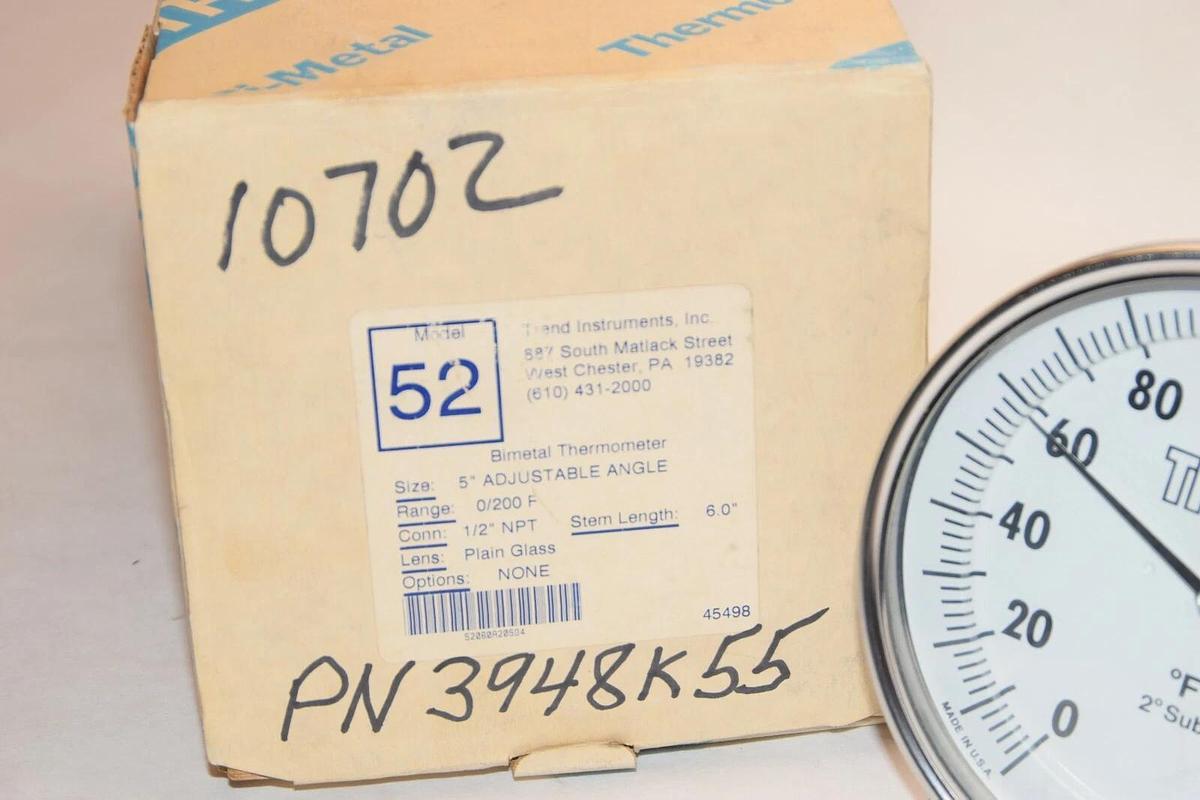 Thermo
10702
Model
52
Trend Instruments, Inc.
887 South Matlack Street
West Chester, PA 19382
(610) 431-2000
Bimetal Thermometer
Size: 5" ADJUSTABLE ANGLE
Range: 0/200 F
Conn: 1/2" NPT Stem Length: 6.0"
Lens: Plain Glass
Options: NONE
45498
PN 3948K55
80
60
40
20
0
°F
2° Sub
MADE IN U.S.A.